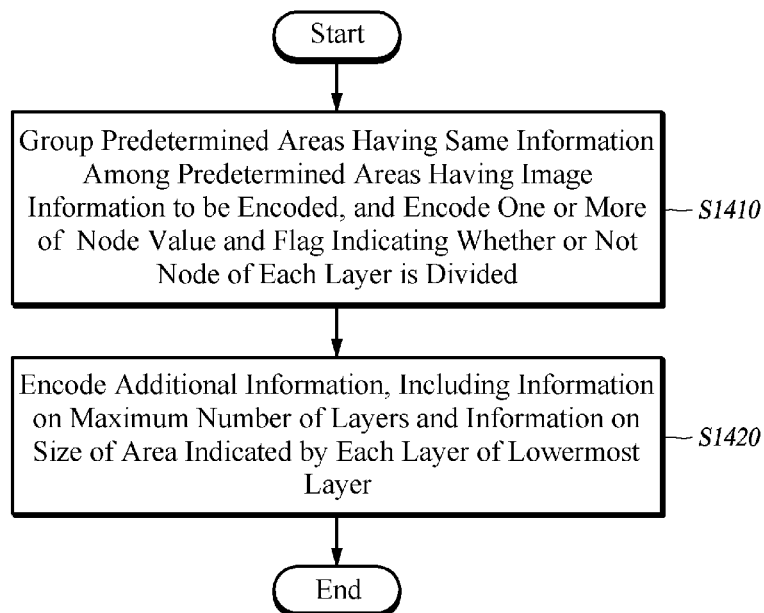 Start
Group Predetermined Areas Having Same Information
Among Predetermined Areas Having Image
Information to be Encoded, and Encode One or More
of Node Value and Flag Indicating Whether or Not
Node of Each Layer is Divided
S1410
Encode Additional Information, Including Information
on Maximum Number of Layers and Information on
Size of Area Indicated by Each Layer of Lowermost
Layer
S1420
End